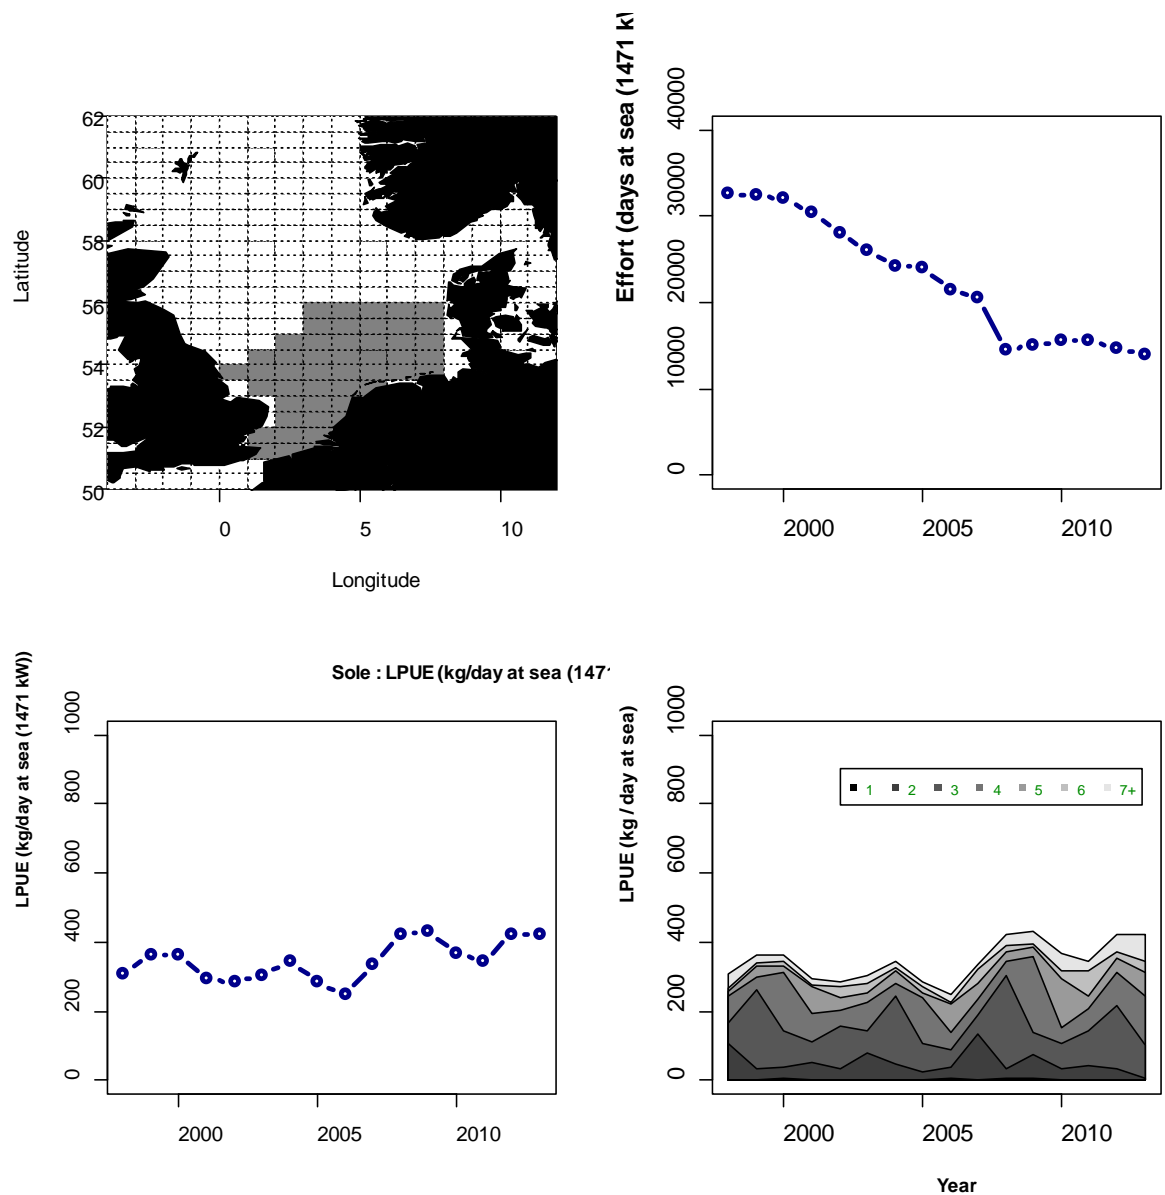 Latitude
62
60
58
56
54
52
50
0 5 10
Longitude
Effort (days at sea (1471 k
40000
30000
20000
10000
0
2000 2005 2010
Sole : LPUE (kg/day at sea (147
LPUE (kg/day at sea (1471 kW))
1000
800
600
400
200
0
2000 2005 2010
LPUE (kg / day at sea)
1000
800
600
400
200
0
1 2 3 4 5 6 7+
2000 2005 2010
Year